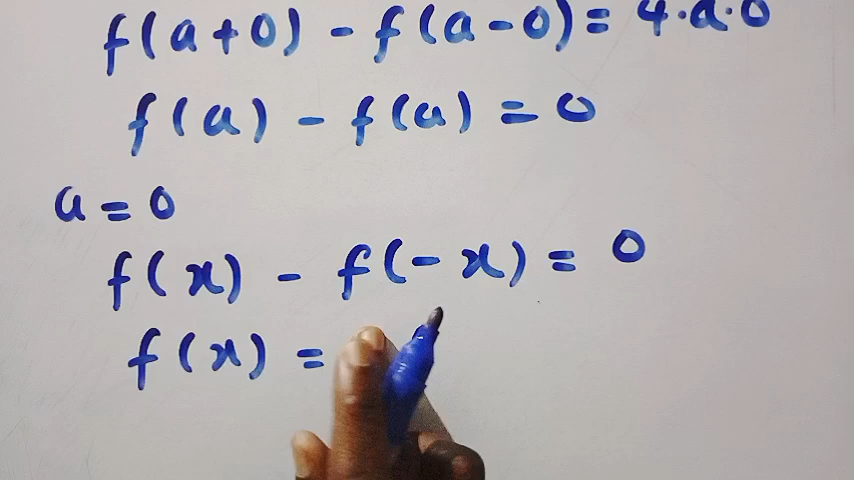 f(a+0) - f(a-0) = 4·a·0
f(a) - f(a) = 0
a = 0
f(x) - f(-x) = 0
f(x) =